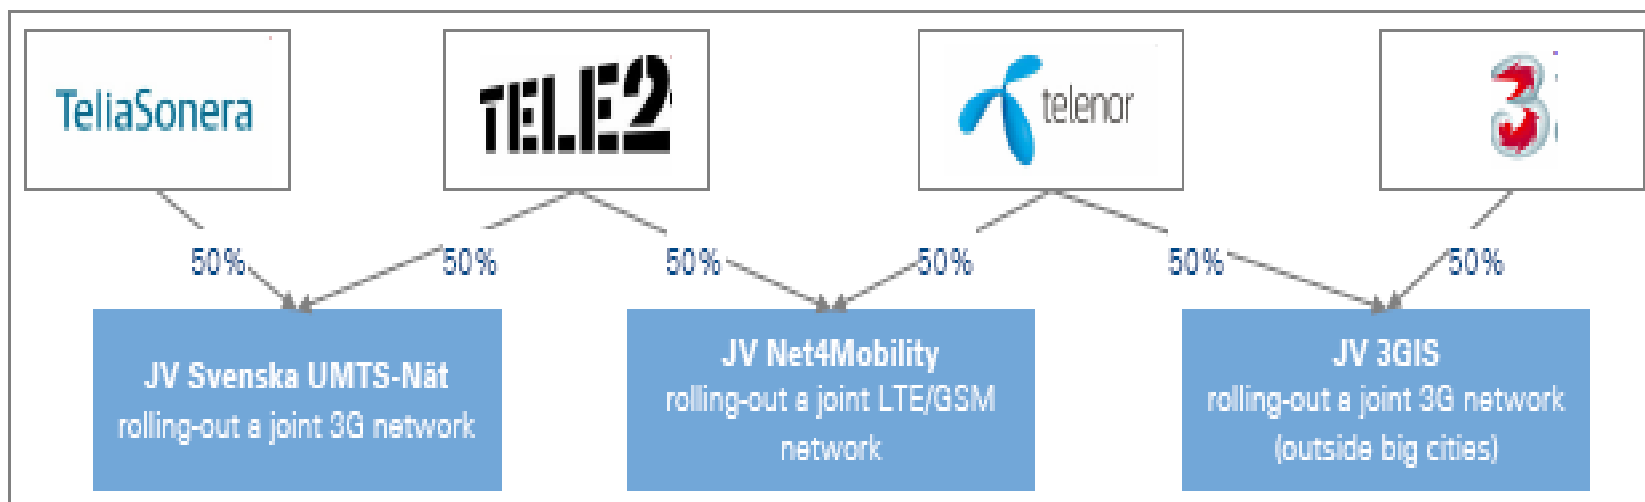 TeliaSonera
TELE2
telenor
3
50%
50%
50%
50%
50%
50%
JV Svenska UMTS-Nät
rolling-out a joint 3G network
JV Net4Mobility
rolling-out a joint LTE/GSM
network
JV 3GIS
rolling-out a joint 3G network
(outside big cities)